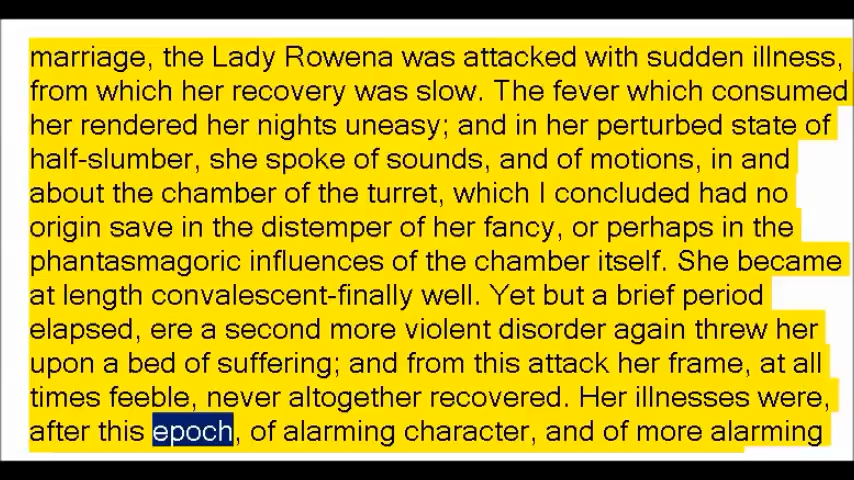 marriage, the Lady Rowena was attacked with sudden illness,
from which her recovery was slow. The fever which consumed
her rendered her nights uneasy; and in her perturbed state of
half-slumber, she spoke of sounds, and of motions, in and
about the chamber of the turret, which I concluded had no
origin save in the distemper of her fancy, or perhaps in the
phantasmagoric influences of the chamber itself. She became
at length convalescent-finally well. Yet but a brief period
elapsed, ere a second more violent disorder again threw her
upon a bed of suffering; and from this attack her frame, at all
times feeble, never altogether recovered. Her illnesses were,
after this epoch, of alarming character, and of more alarming